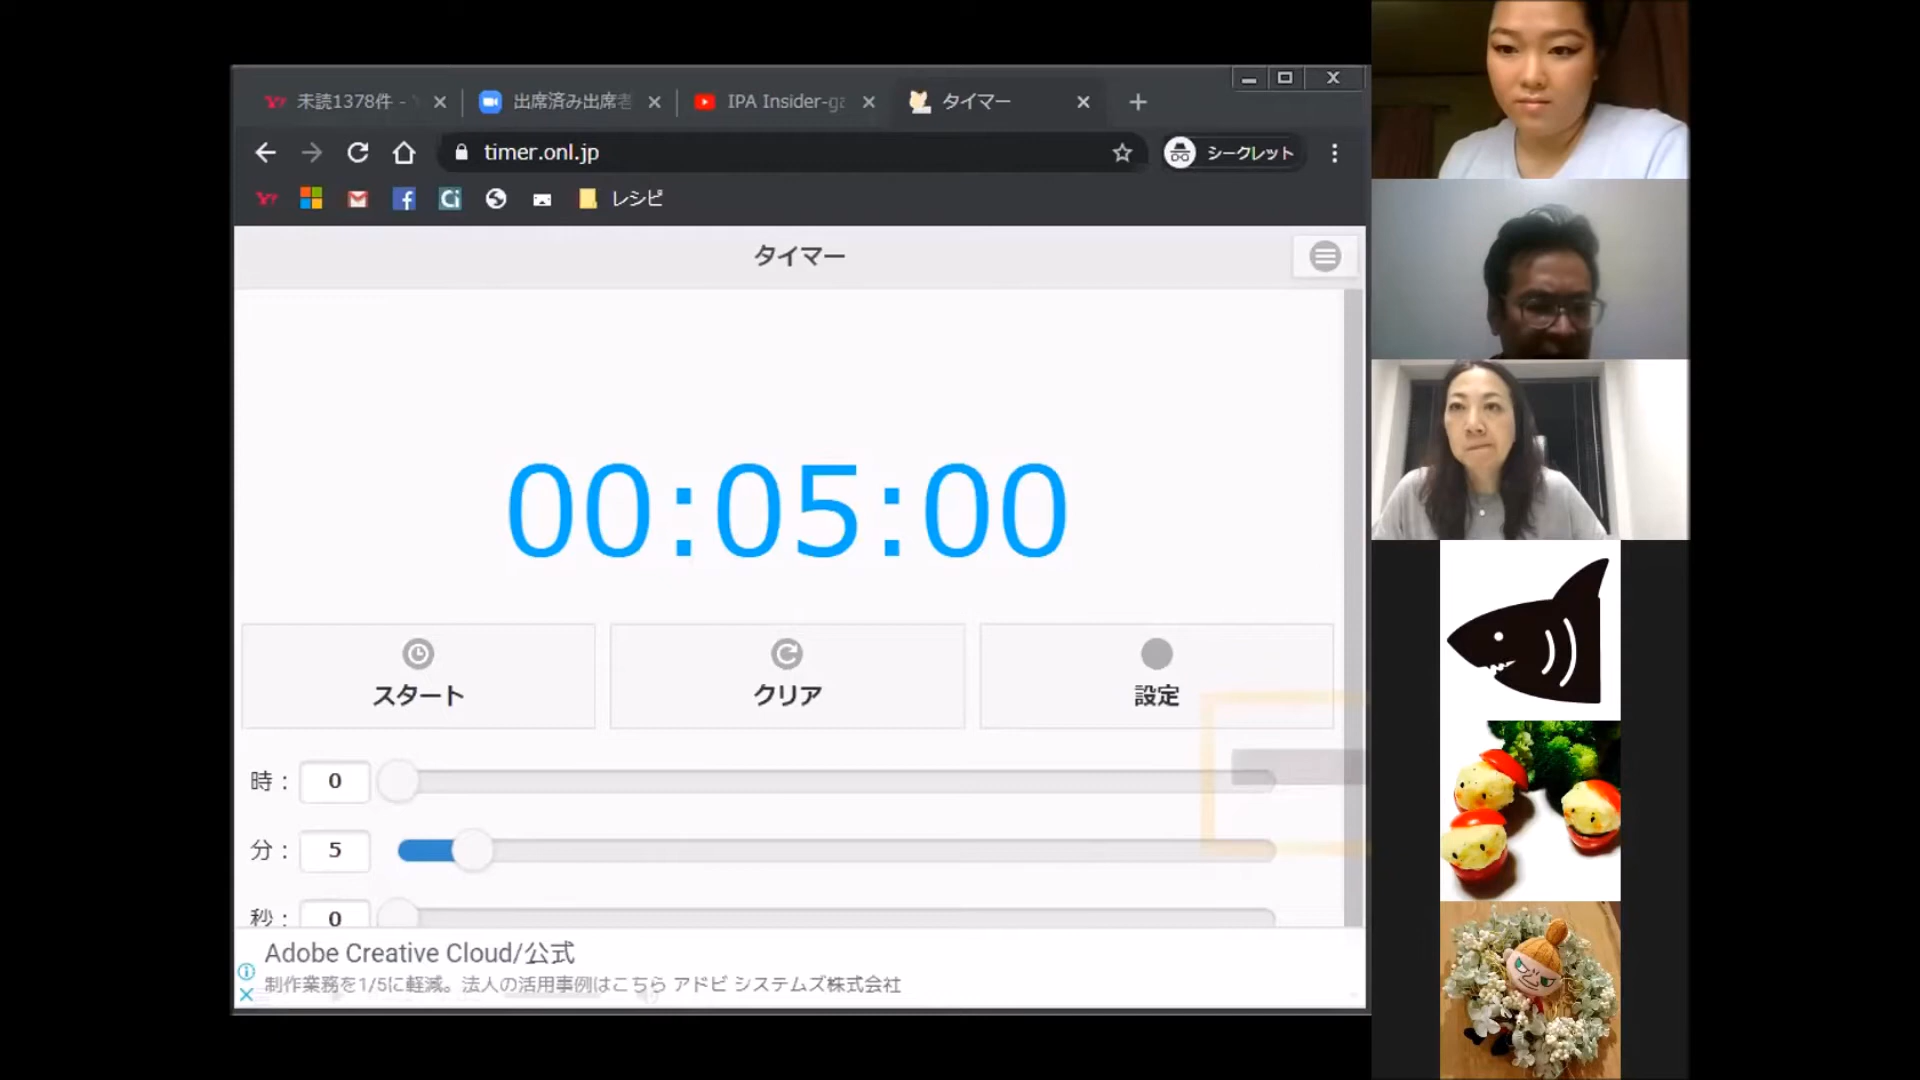 未読1378件 -
出席済み出席者
IPA Insider-ga
タイマー
timer.onl.jp
シークレット
レシピ
タイマー
00:05:00
スタート
クリア
設定
時 : 0
分 : 5
秒 : 0
Adobe Creative Cloud/公式
制作業務を1/5に軽減。法人の活用事例はこちら アドビ システムズ株式会社